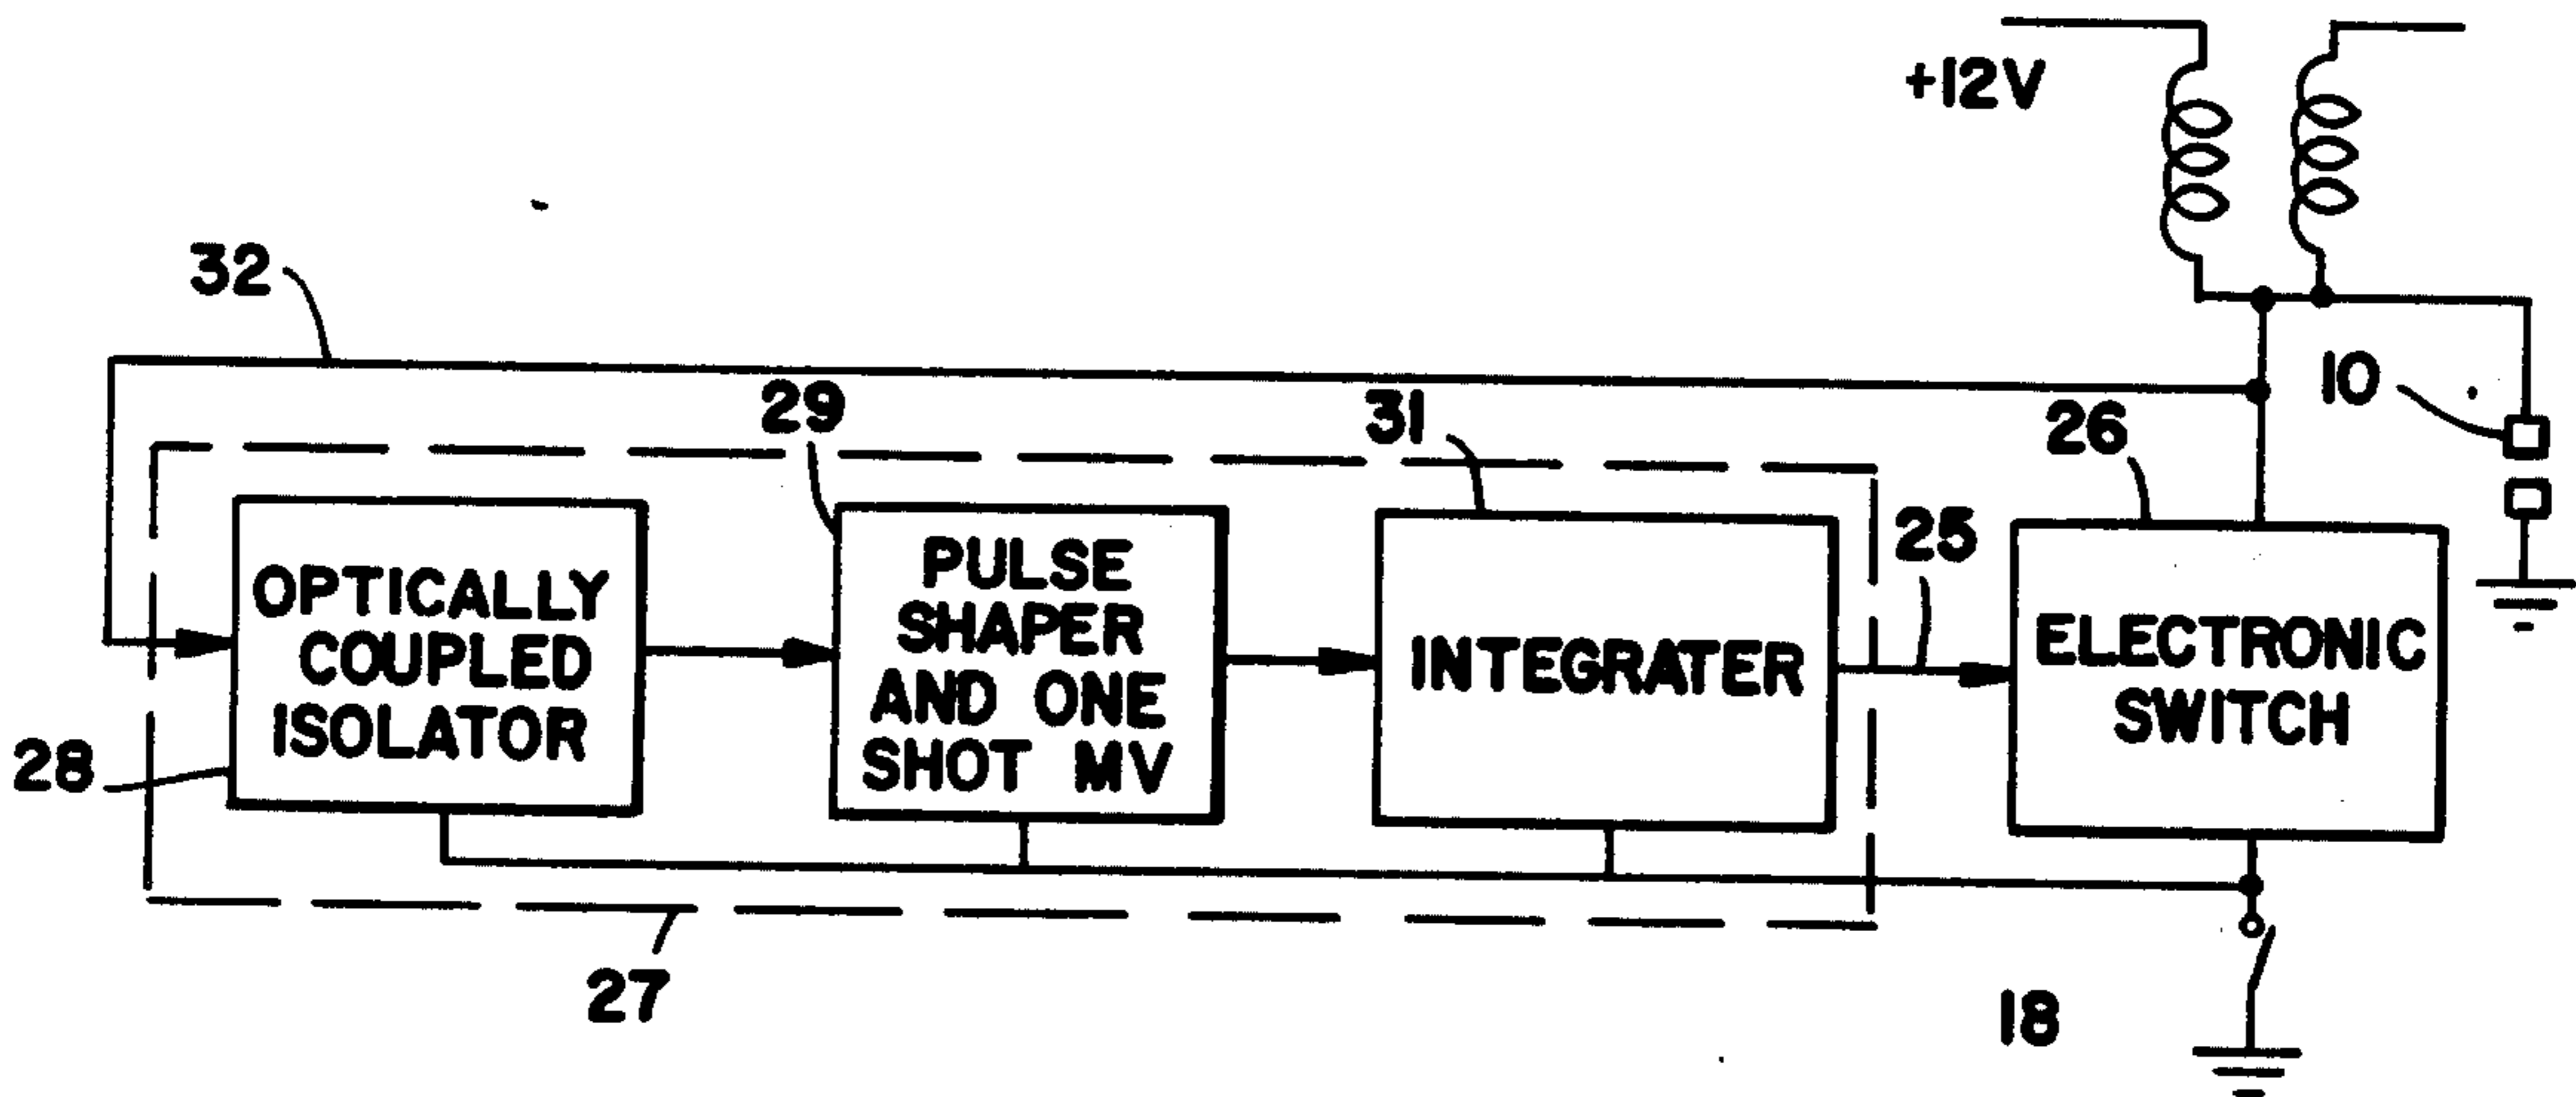 +12V
32
10
29
31
26
25
OPTICALLY
COUPLED
ISOLATOR
PULSE
SHAPER
AND ONE
SHOT MV
INTEGRATER
ELECTRONIC
SWITCH
28
27
18